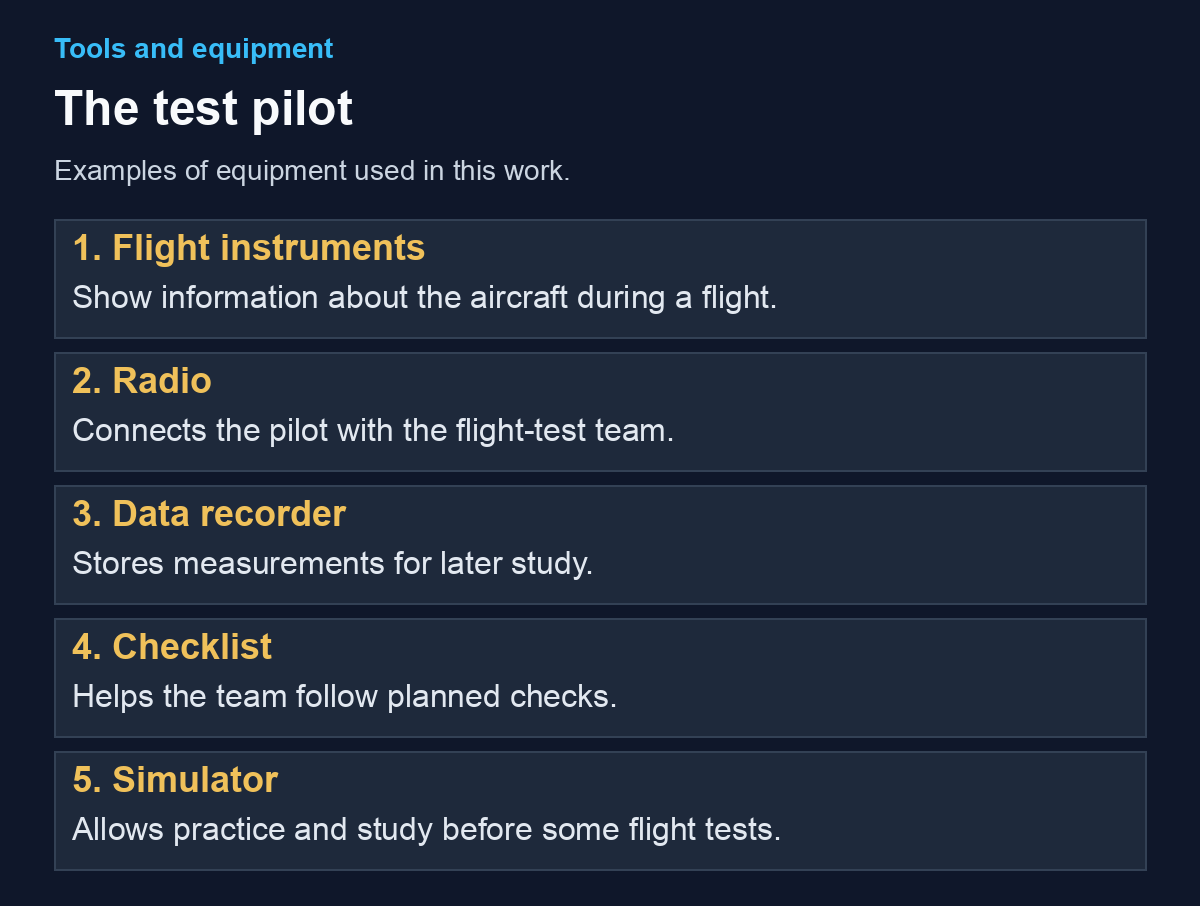 Tools and equipment
The test pilot
Examples of equipment used in this work.
1. Flight instruments
Show information about the aircraft during a flight.
2. Radio
Connects the pilot with the flight-test team.
3. Data recorder
Stores measurements for later study.
4. Checklist
Helps the team follow planned checks.
5. Simulator
Allows practice and study before some flight tests.